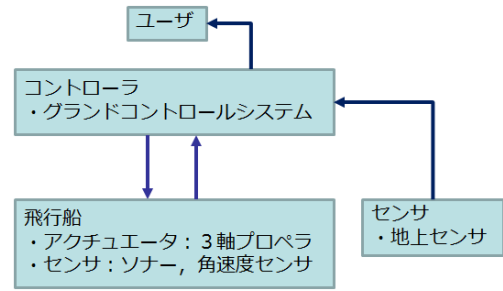 ユーザ
コントローラ
・グランドコントロールシステム
飛行船
・アクチュエータ：３軸プロペラ
・センサ：ソナー，角速度センサ
センサ
・地上センサ